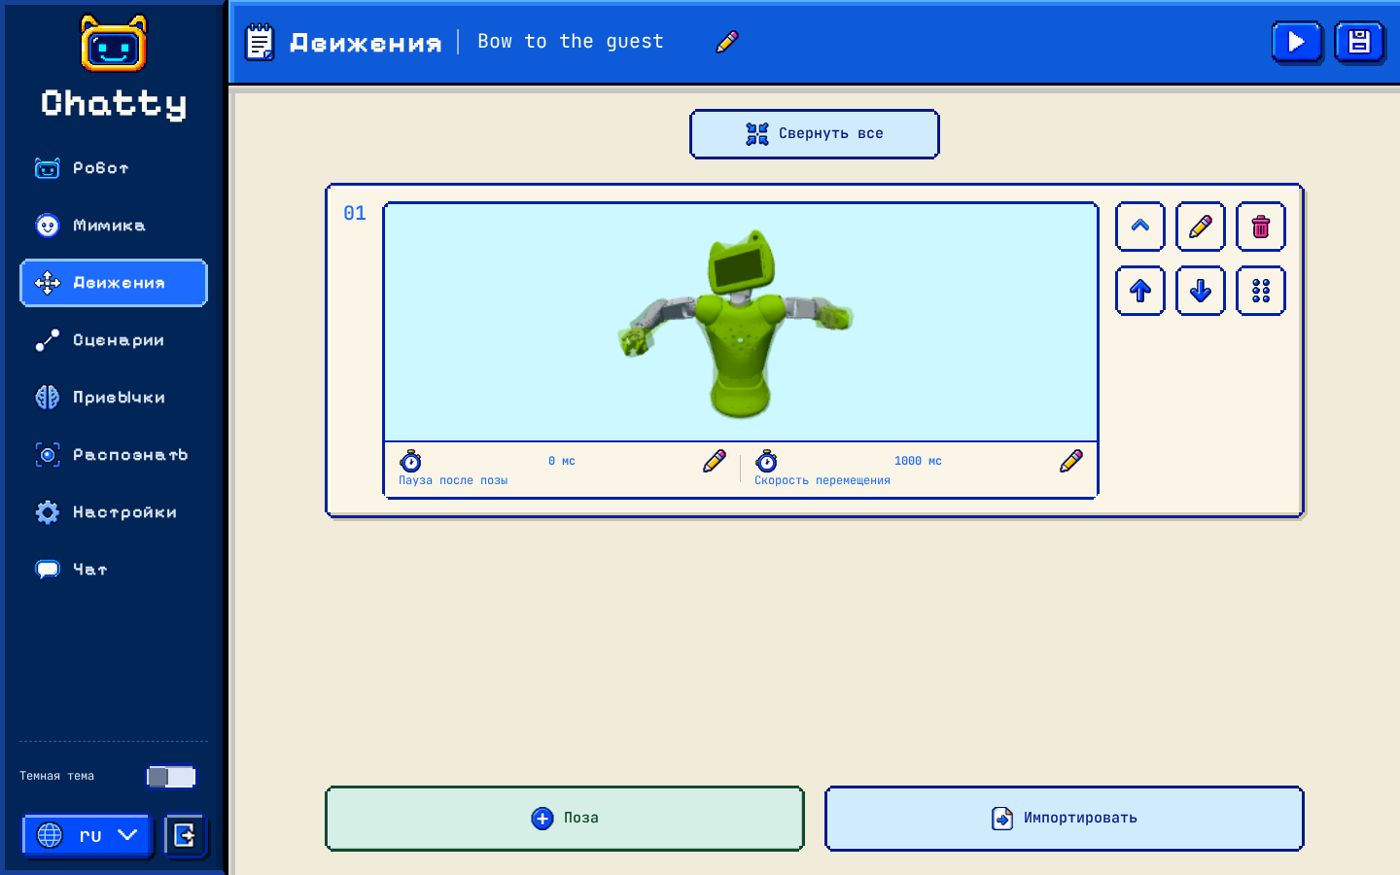 Chatty
Робот
Мимика
Движения
Сценарии
Привычки
Распознать
Настройки
Чат
Темная тема
ru
Движения
Bow to the guest
Свернуть все
01
0 мс
Пауза после позы
1000 мс
Скорость перемещения
Поза
Импортировать